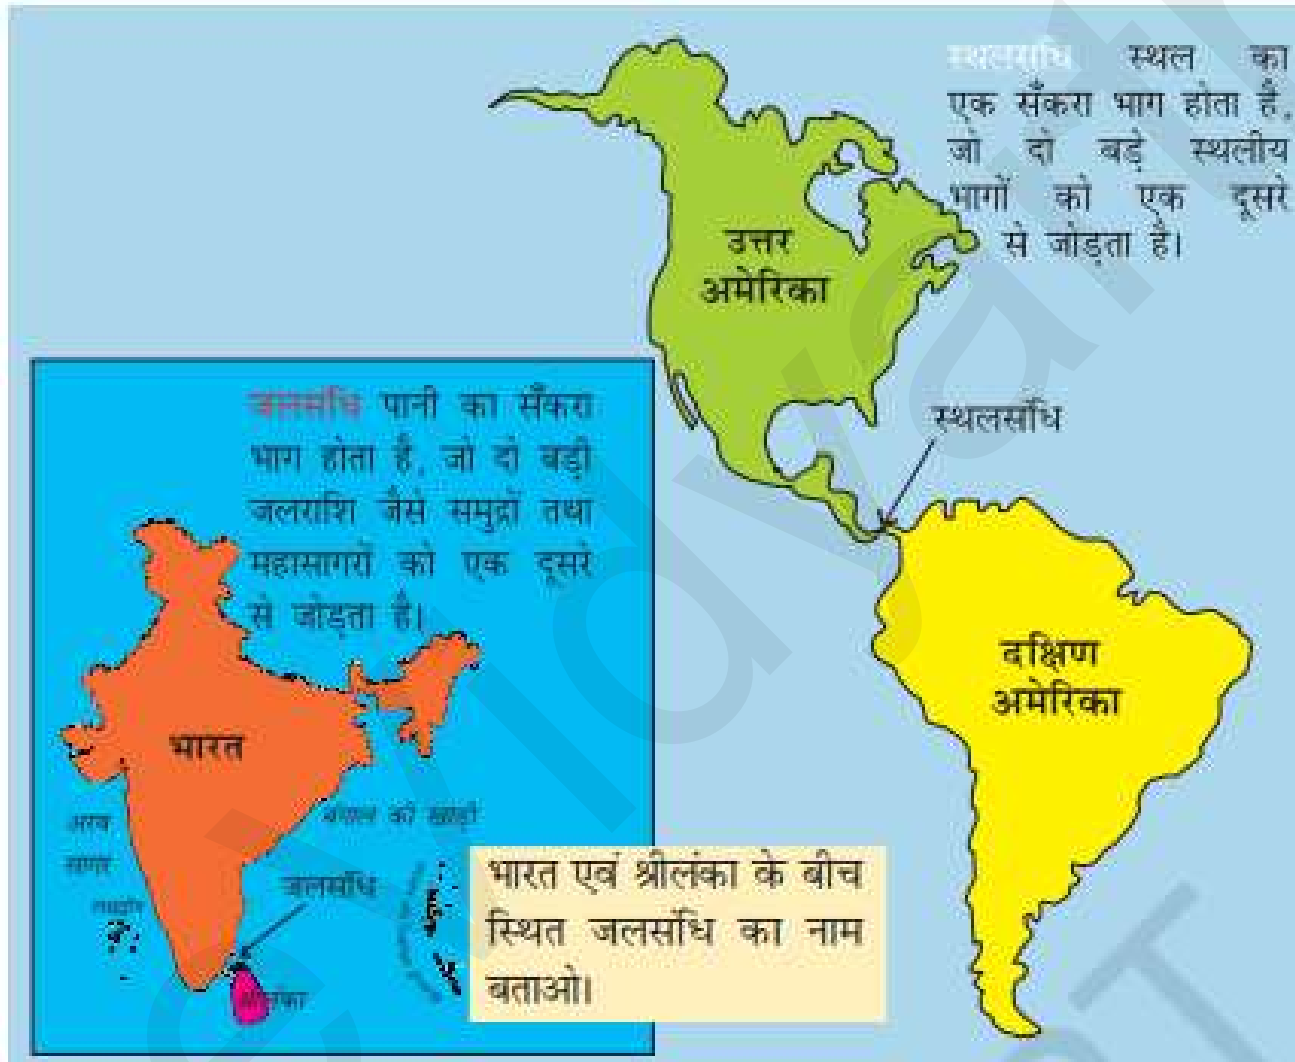 स्थलसंधि स्थल का
एक सँकरा भाग होता है,
जो दो बड़े स्थलीय
भागों को एक दूसरे
से जोड़ता है।
उत्तर
अमेरिका
स्थलसंधि
दक्षिण
अमेरिका
जलसंधि पानी का सँकरा
भाग होता है, जो दो बड़ी
जलराशि जैसे समुद्रों तथा
महासागरों को एक दूसरे
से जोड़ता है।
भारत
अरब
सागर
बंगाल की खाड़ी
जलसंधि
श्रीलंका
भारत एवं श्रीलंका के बीच
स्थित जलसंधि का नाम
बताओ।